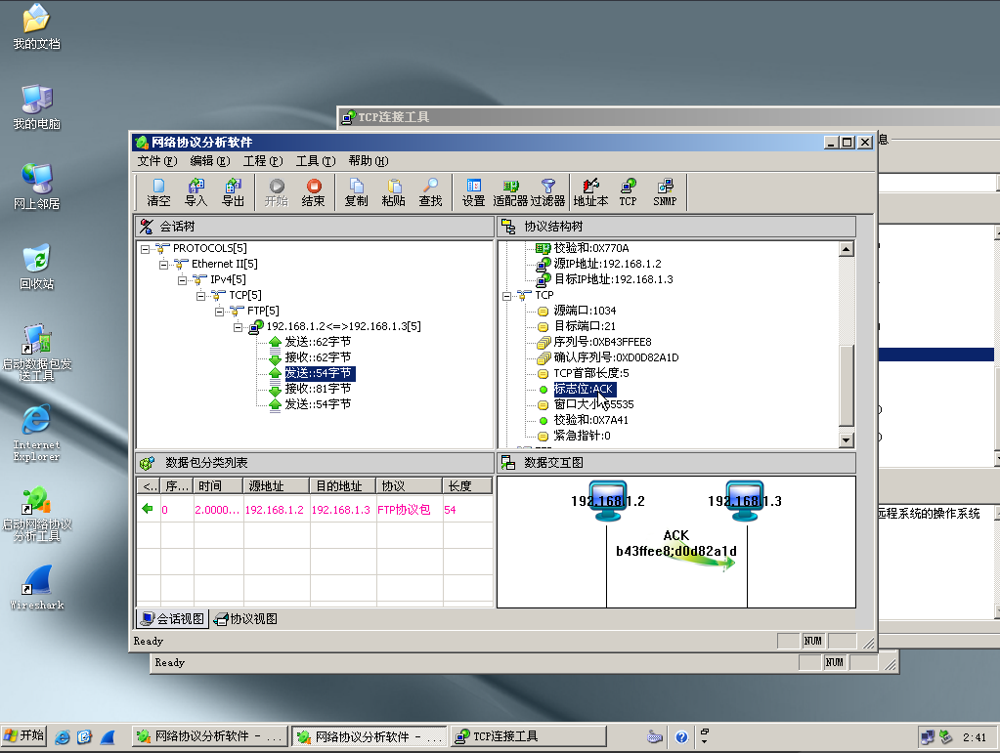 我的文档
我的电脑
网上邻居
回收站
启动数据包发
送工具
Internet
Explorer
启动网络协议
分析工具
Wireshark
TCP连接工具
息
网络协议分析软件
文件(F) 编辑(E) 工程(P) 工具(T) 帮助(H)
清空 导入 导出 开始 结束 复制 粘贴 查找 设置 适配器 过滤器 地址本 TCP SNMP
会话树
PROTOCOLS[5]
Ethernet II[5]
IPv4[5]
TCP[5]
FTP[5]
192.168.1.2<=>192.168.1.3[5]
发送::62字节
接收::62字节
发送::54字节
接收::81字节
发送::54字节
协议结构树
校验和:0X770A
源IP地址:192.168.1.2
目标IP地址:192.168.1.3
TCP
源端口:1034
目标端口:21
序列号:0XB43FFEE8
确认序列号:0XD0D82A1D
TCP首部长度:5
标志位:ACK
窗口大小:65535
校验和:0X7A41
紧急指针:0
数据包分类列表
<.. 序... 时间 源地址 目的地址 协议 长度
0 2.0000... 192.168.1.2 192.168.1.3 FTP协议包 54
数据交互图
192.168.1.2 192.168.1.3
ACK
b43ffee8;d0d82a1d
远程系统的操作系统
会话视图 协议视图
Ready NUM
Ready NUM
开始 网络协议分析软件 - ... 网络协议分析软件 - ... TCP连接工具 2:41